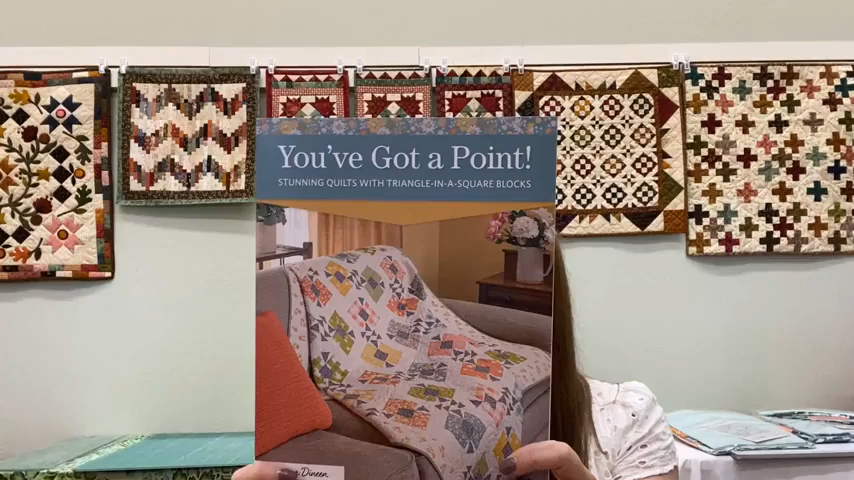 You've Got a Point!
STUNNING QUILTS WITH TRIANGLE-IN-A-SQUARE BLOCKS
Dineen